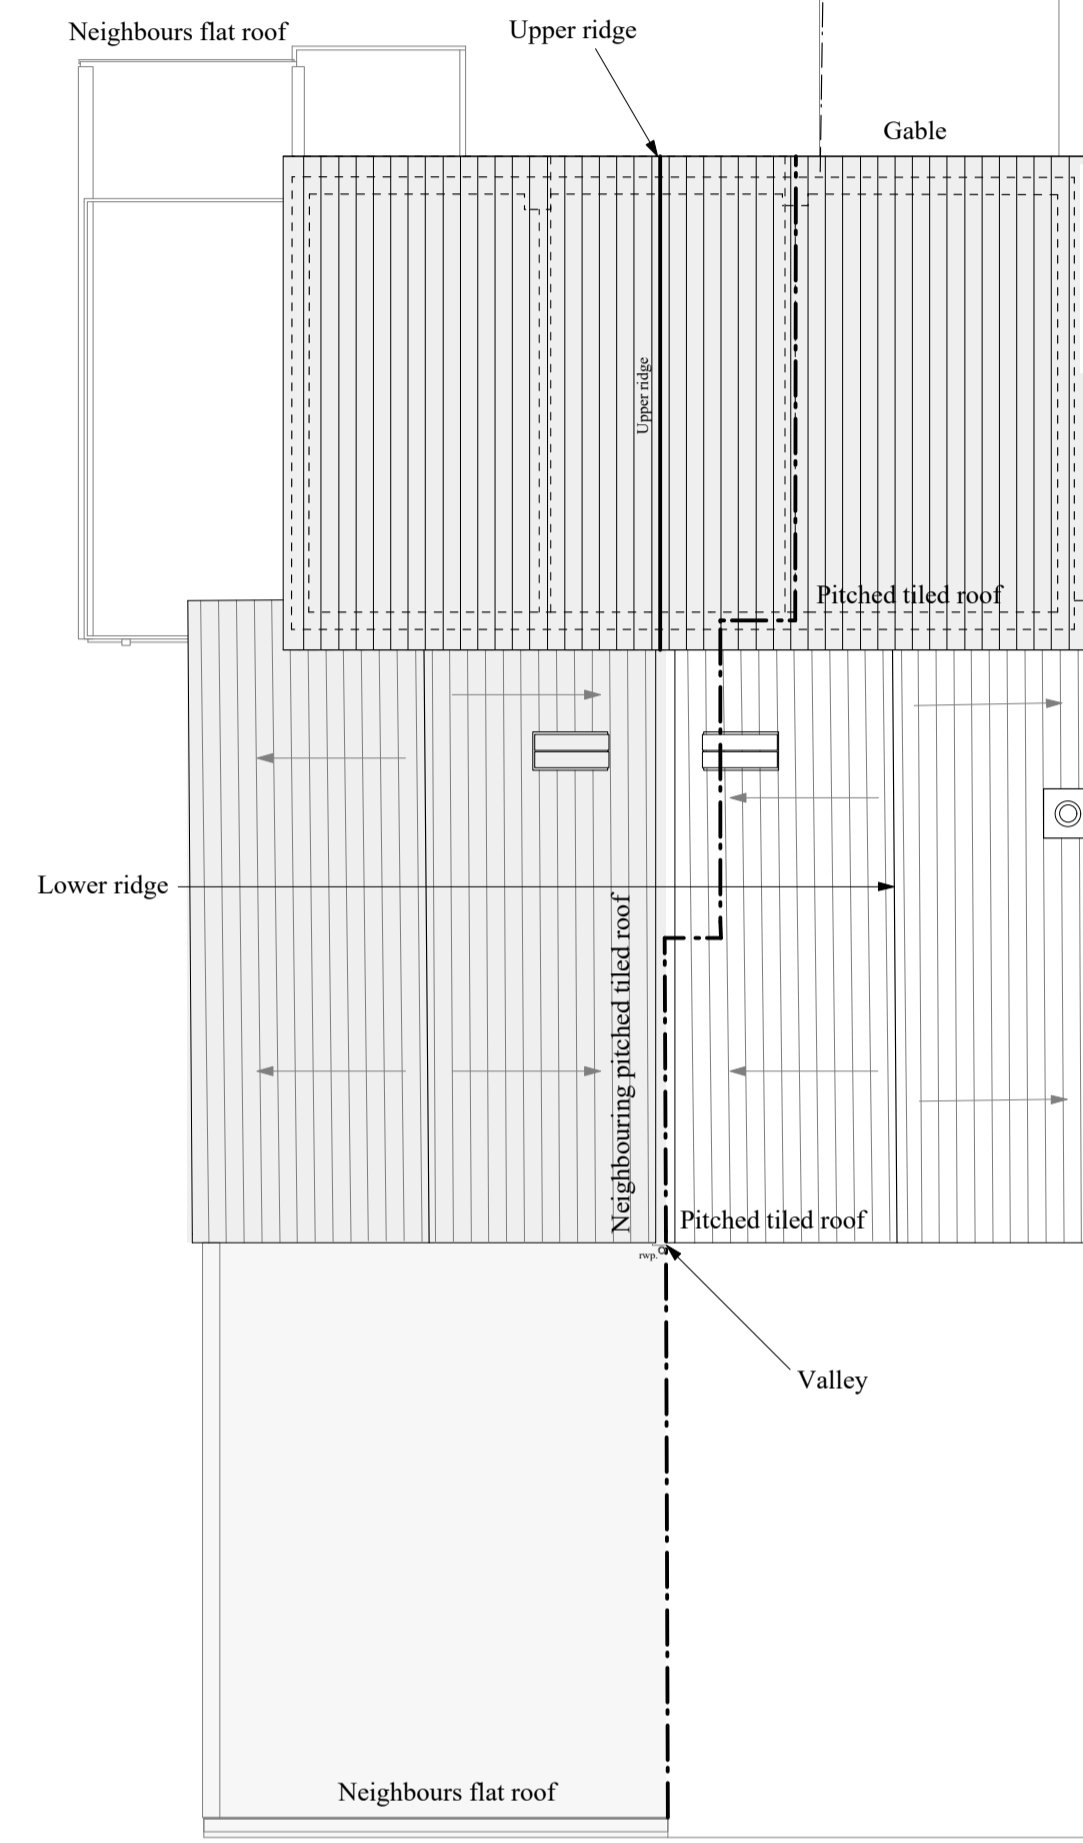 Neighbours flat roof
Upper ridge
Gable
Upper ridge
Pitched tiled roof
Lower ridge
Neighbouring pitched tiled roof
Pitched tiled roof
rwp.
Valley
Neighbours flat roof